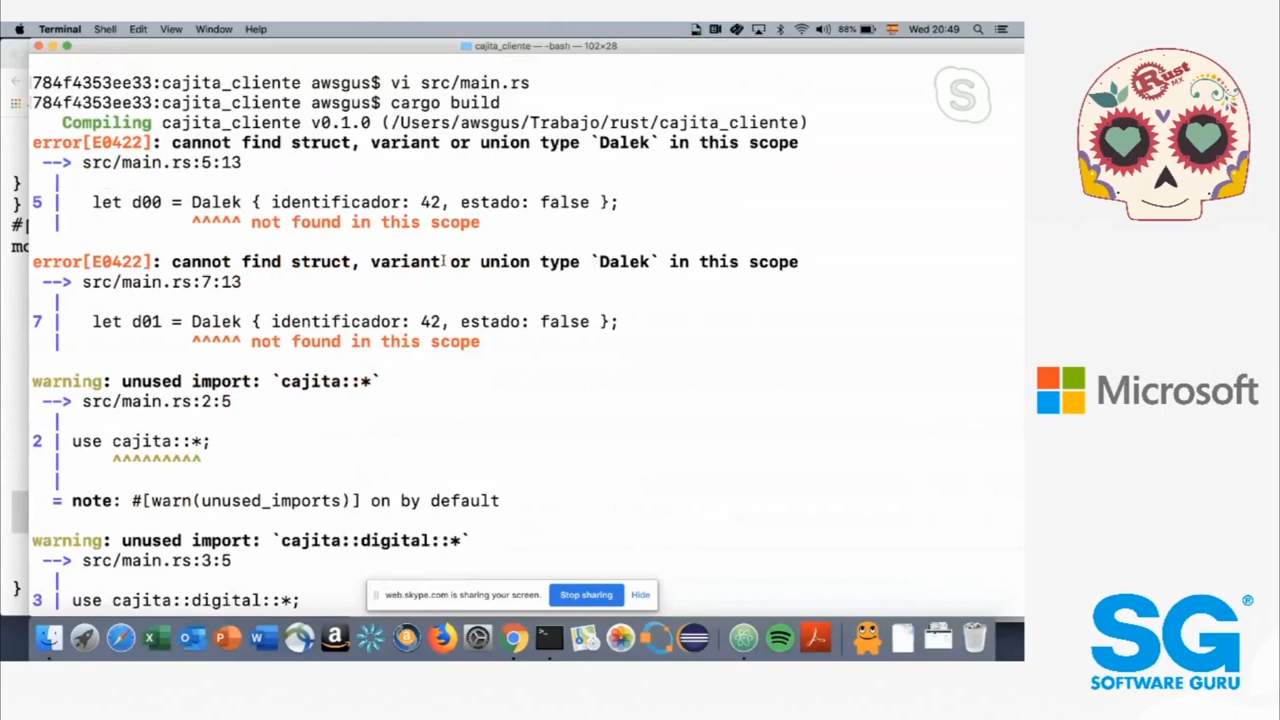 Terminal Shell Edit View Window Help 88% Wed 20:49
cajita_cliente — -bash — 102×28
784f4353ee33:cajita_cliente awsgus$ vi src/main.rs
784f4353ee33:cajita_cliente awsgus$ cargo build
Compiling cajita_cliente v0.1.0 (/Users/awsgus/Trabajo/rust/cajita_cliente)
error[E0422]: cannot find struct, variant or union type `Dalek` in this scope
--> src/main.rs:5:13
|
5 | let d00 = Dalek { identificador: 42, estado: false };
| ^^^^^ not found in this scope
error[E0422]: cannot find struct, variant or union type `Dalek` in this scope
--> src/main.rs:7:13
|
7 | let d01 = Dalek { identificador: 42, estado: false };
| ^^^^^ not found in this scope
warning: unused import: `cajita::*`
--> src/main.rs:2:5
|
2 | use cajita::*;
| ^^^^^^^^^
|
= note: #[warn(unused_imports)] on by default
warning: unused import: `cajita::digital::*`
--> src/main.rs:3:5
|
3 | use cajita::digital::*;
web.skype.com is sharing your screen. Stop sharing Hide
}
}
#[
mo
}
Rust MX
Microsoft
SG®
SOFTWARE GURU